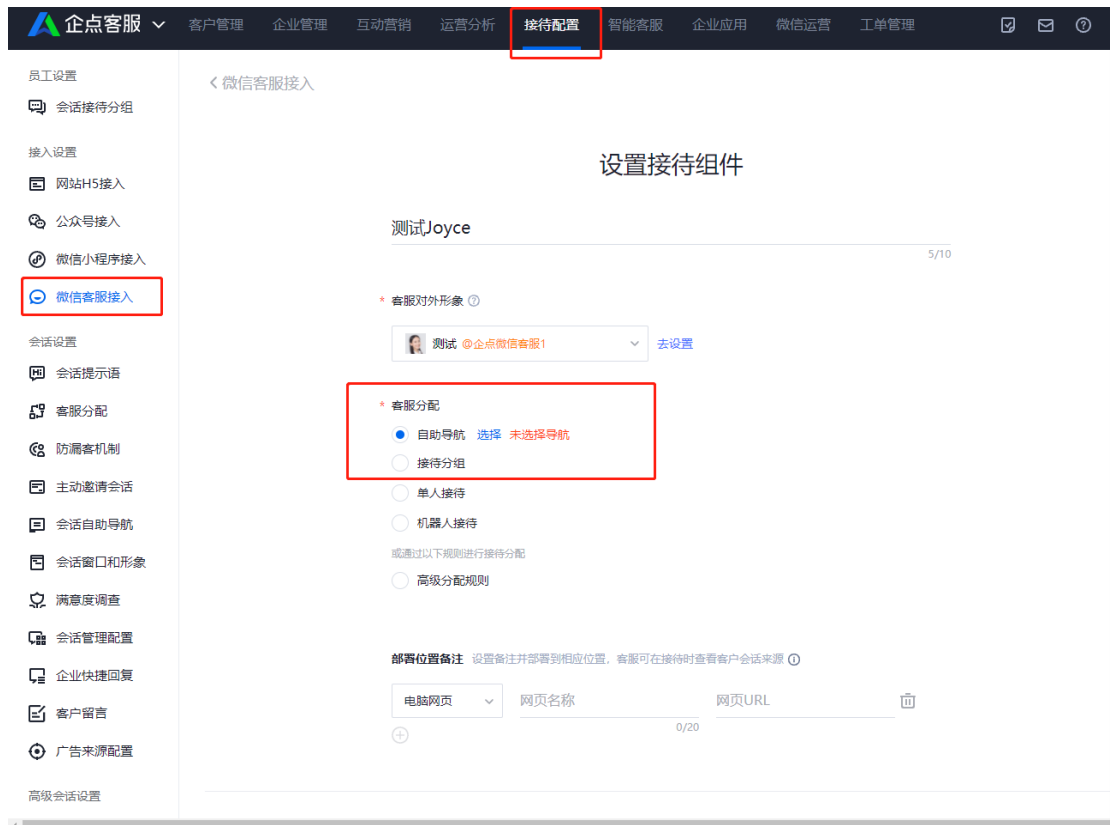 企点客服 客户管理 企业管理 互动营销 运营分析 接待配置 智能客服 企业应用 微信运营 工单管理
员工设置
会话接待分组
接入设置
网站H5接入
公众号接入
微信小程序接入
微信客服接入
会话设置
Hi 会话提示语
客服分配
防漏客机制
主动邀请会话
会话自助导航
会话窗口和形象
满意度调查
会话管理配置
企业快捷回复
客户留言
广告来源配置
高级会话设置
微信客服接入
设置接待组件
测试Joyce
5/10
* 客服对外形象
测试 @企点微信客服1 去设置
* 客服分配
自助导航 选择 未选择导航
接待分组
单人接待
机器人接待
或通过以下规则进行接待分配
高级分配规则
部署位置备注 设置备注并部署到相应位置，客服可在接待时查看客户会话来源
电脑网页 网页名称 网页URL
0/20